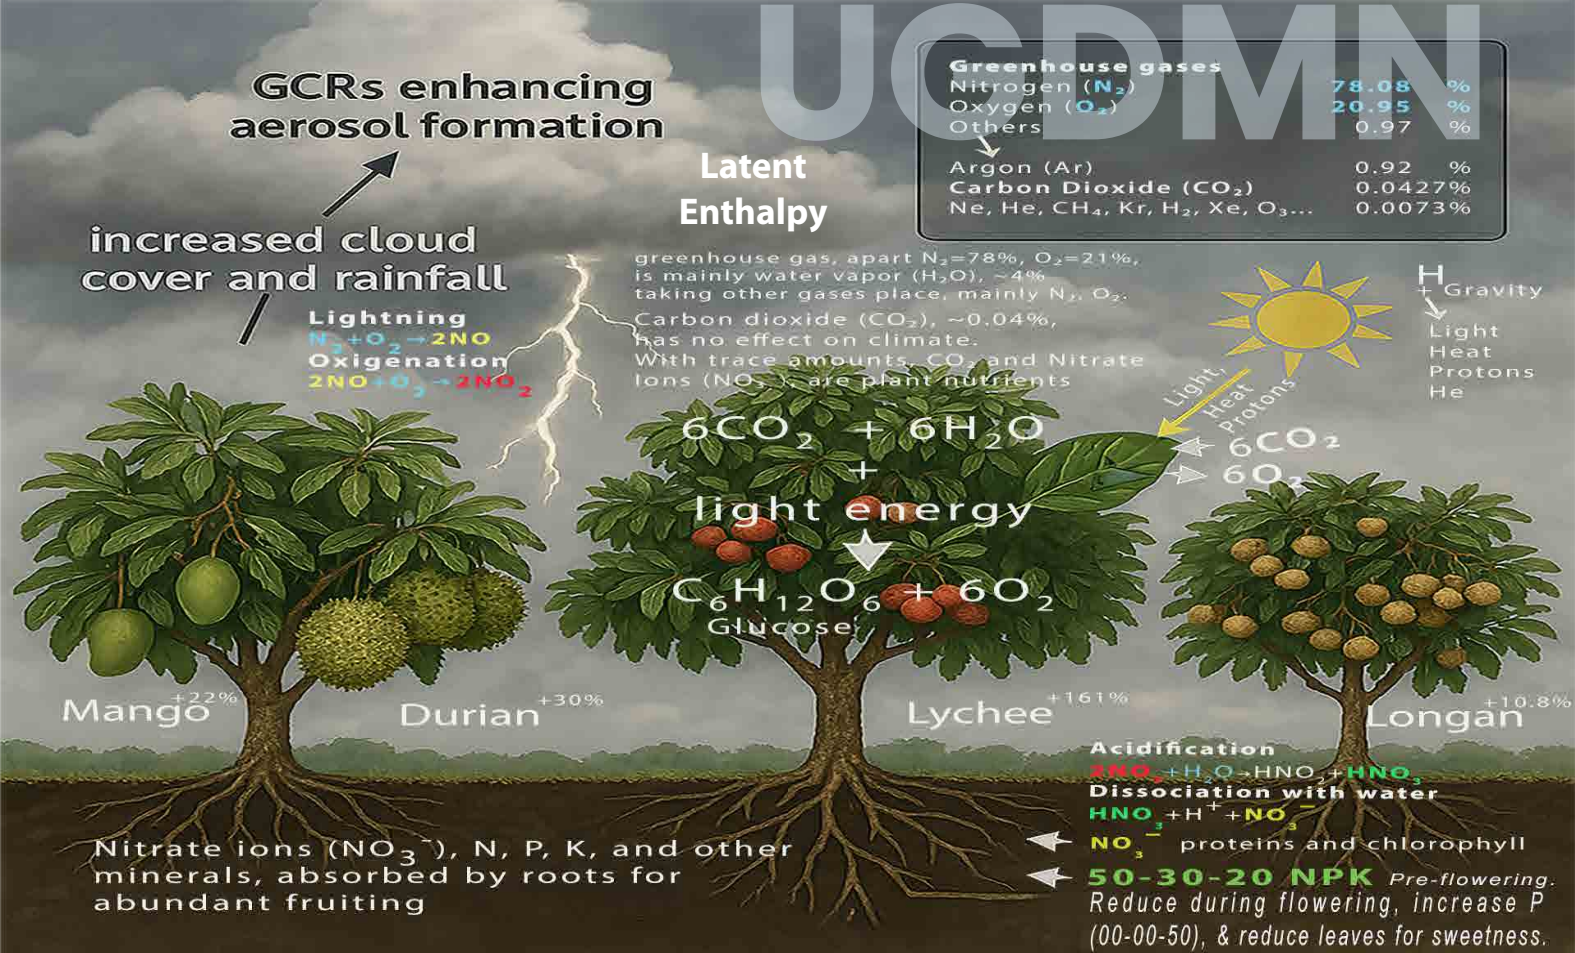 UCDMN
GCRs enhancing
aerosol formation
increased cloud
cover and rainfall
Lightning
N₂+O₂→2NO
Oxigenation
2NO+O₂→2NO₂
Latent
Enthalpy
Greenhouse gases
Nitrogen (N₂) 78.08 %
Oxygen (O₂) 20.95 %
Others 0.97 %
Argon (Ar) 0.92 %
Carbon Dioxide (CO₂) 0.0427%
Ne, He, CH₄, Kr, H₂, Xe, O₃... 0.0073%
greenhouse gas, apart N₂=78%, O₂=21%,
is mainly water vapor (H₂O), ~4%
taking other gases place, mainly N₂, O₂.
Carbon dioxide (CO₂), ~0.04%,
has no effect on climate.
With trace amounts, CO₂ and Nitrate
Ions (NO₃⁻), are plant nutrients
H
+ Gravity
Light
Heat
Protons
He
Light,
Heat
Protons
6CO₂
6O₂
6CO₂ + 6H₂O
+
light energy
C₆H₁₂O₆ + 6O₂
Glucose
Mango +22%
Durian +30%
Lychee +161%
Longan +10.8%
Acidification
2NO₂+H₂O→HNO₂+HNO₃
Dissociation with water
HNO₃+H⁺+NO₃⁻
NO₃⁻ proteins and chlorophyll
50-30-20 NPK Pre-flowering.
Reduce during flowering, increase P
(00-00-50), & reduce leaves for sweetness.
Nitrate ions (NO₃⁻), N, P, K, and other
minerals, absorbed by roots for
abundant fruiting